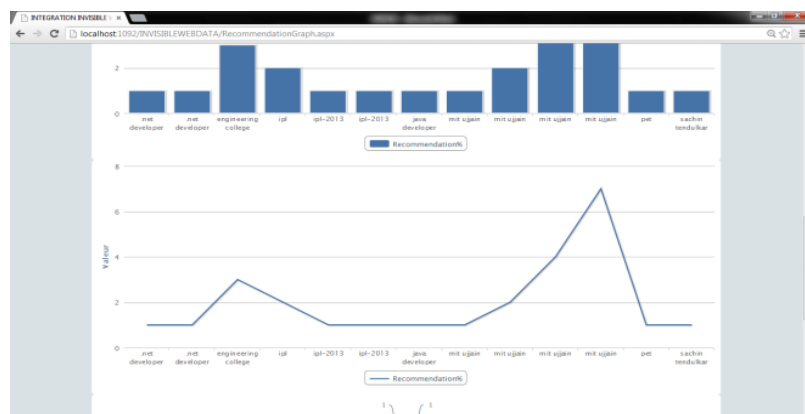 INTEGRATION INVISIBLE
localhost:1092/INVISIBLEWEBDATA/RecommendationGraph.aspx
2
0
.net developer
.net developer
engineering college
ipl
ipl-2013
ipl-2013
java developer
mit ujjain
mit ujjain
mit ujjain
mit ujjain
pet
sachin tendulkar
Recommendation%
8
6
Valeur
4
2
0
.net developer
.net developer
engineering college
ipl
ipl-2013
ipl-2013
java developer
mit ujjain
mit ujjain
mit ujjain
mit ujjain
pet
sachin tendulkar
Recommendation%
1
1